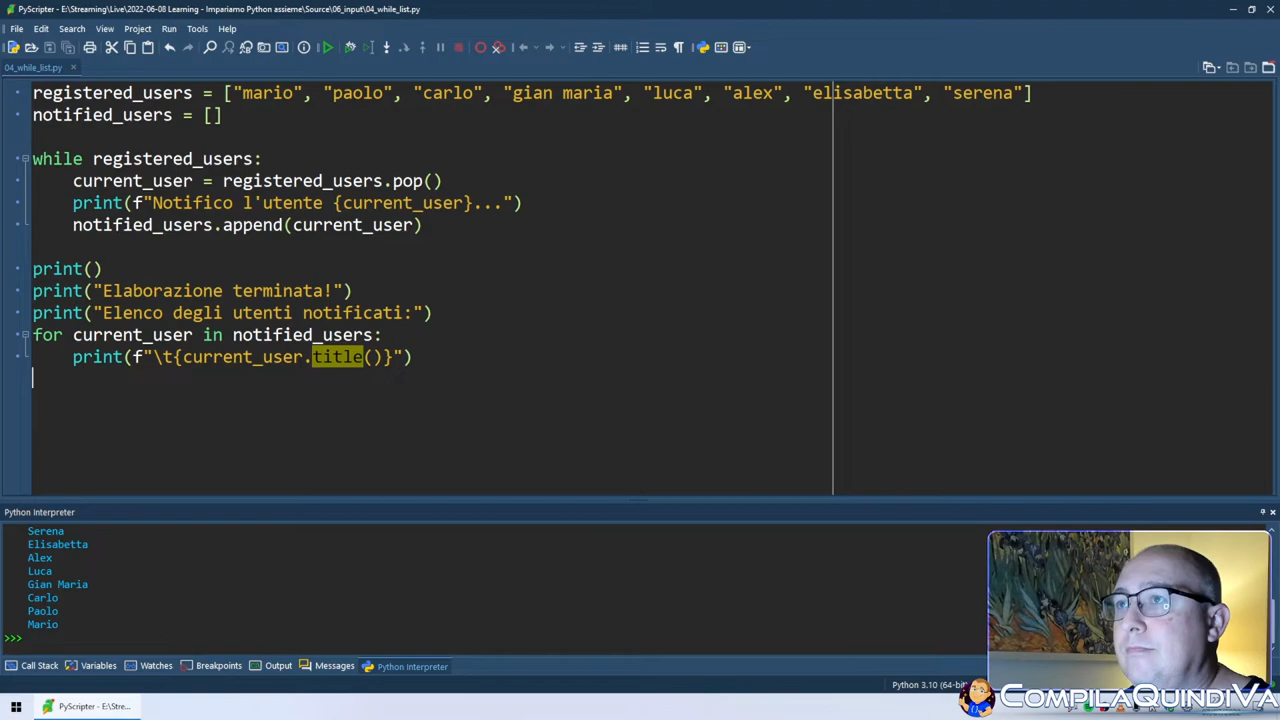 PyScripter - E:\Streaming\Live\2022-06-08 Learning - Impariamo Python assieme\Source\06_input\04_while_list.py
File Edit Search View Project Run Tools Help
04_while_list.py
registered_users = ["mario", "paolo", "carlo", "gian maria", "luca", "alex", "elisabetta", "serena"]
notified_users = []
while registered_users:
    current_user = registered_users.pop()
    print(f"Notifico l'utente {current_user}...")
    notified_users.append(current_user)
print()
print("Elaborazione terminata!")
print("Elenco degli utenti notificati:")
for current_user in notified_users:
    print(f"\t{current_user.title()}")
Python Interpreter
Serena
Elisabetta
Alex
Luca
Gian Maria
Carlo
Paolo
Mario
>>>
Call Stack Variables Watches Breakpoints Output Messages Python Interpreter
Python 3.10 (64-bit)
CompilaQuindiVa
PyScripter - E:\Stre...